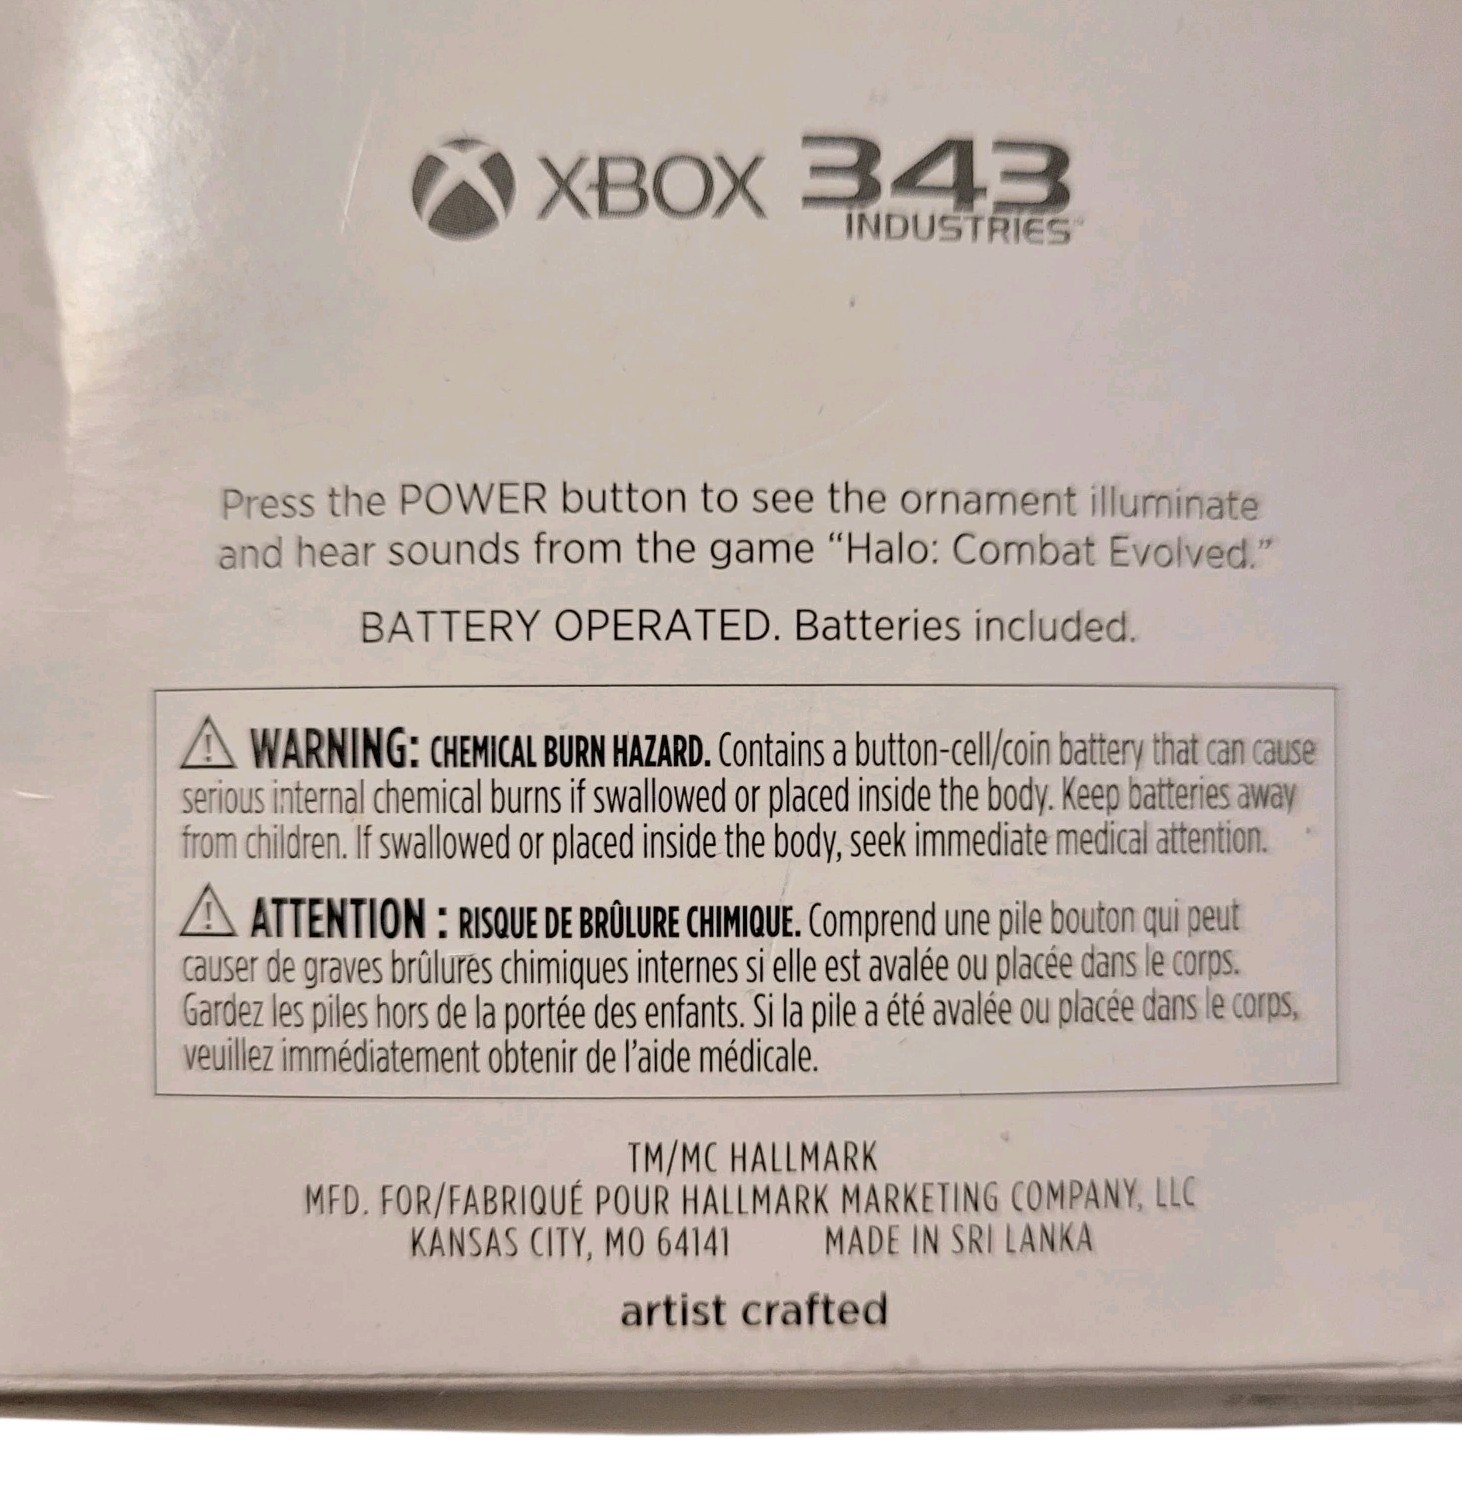 XBOX 343
INDUSTRIES™
Press the POWER button to see the ornament illuminate
and hear sounds from the game “Halo: Combat Evolved.”
BATTERY OPERATED. Batteries included.
⚠ WARNING: CHEMICAL BURN HAZARD. Contains a button-cell/coin battery that can cause
serious internal chemical burns if swallowed or placed inside the body. Keep batteries away
from children. If swallowed or placed inside the body, seek immediate medical attention.
⚠ ATTENTION : RISQUE DE BRÛLURE CHIMIQUE. Comprend une pile bouton qui peut
causer de graves brûlures chimiques internes si elle est avalée ou placée dans le corps.
Gardez les piles hors de la portée des enfants. Si la pile a été avalée ou placée dans le corps,
veuillez immédiatement obtenir de l’aide médicale.
TM/MC HALLMARK
MFD. FOR/FABRIQUÉ POUR HALLMARK MARKETING COMPANY, LLC
KANSAS CITY, MO 64141 MADE IN SRI LANKA
artist crafted